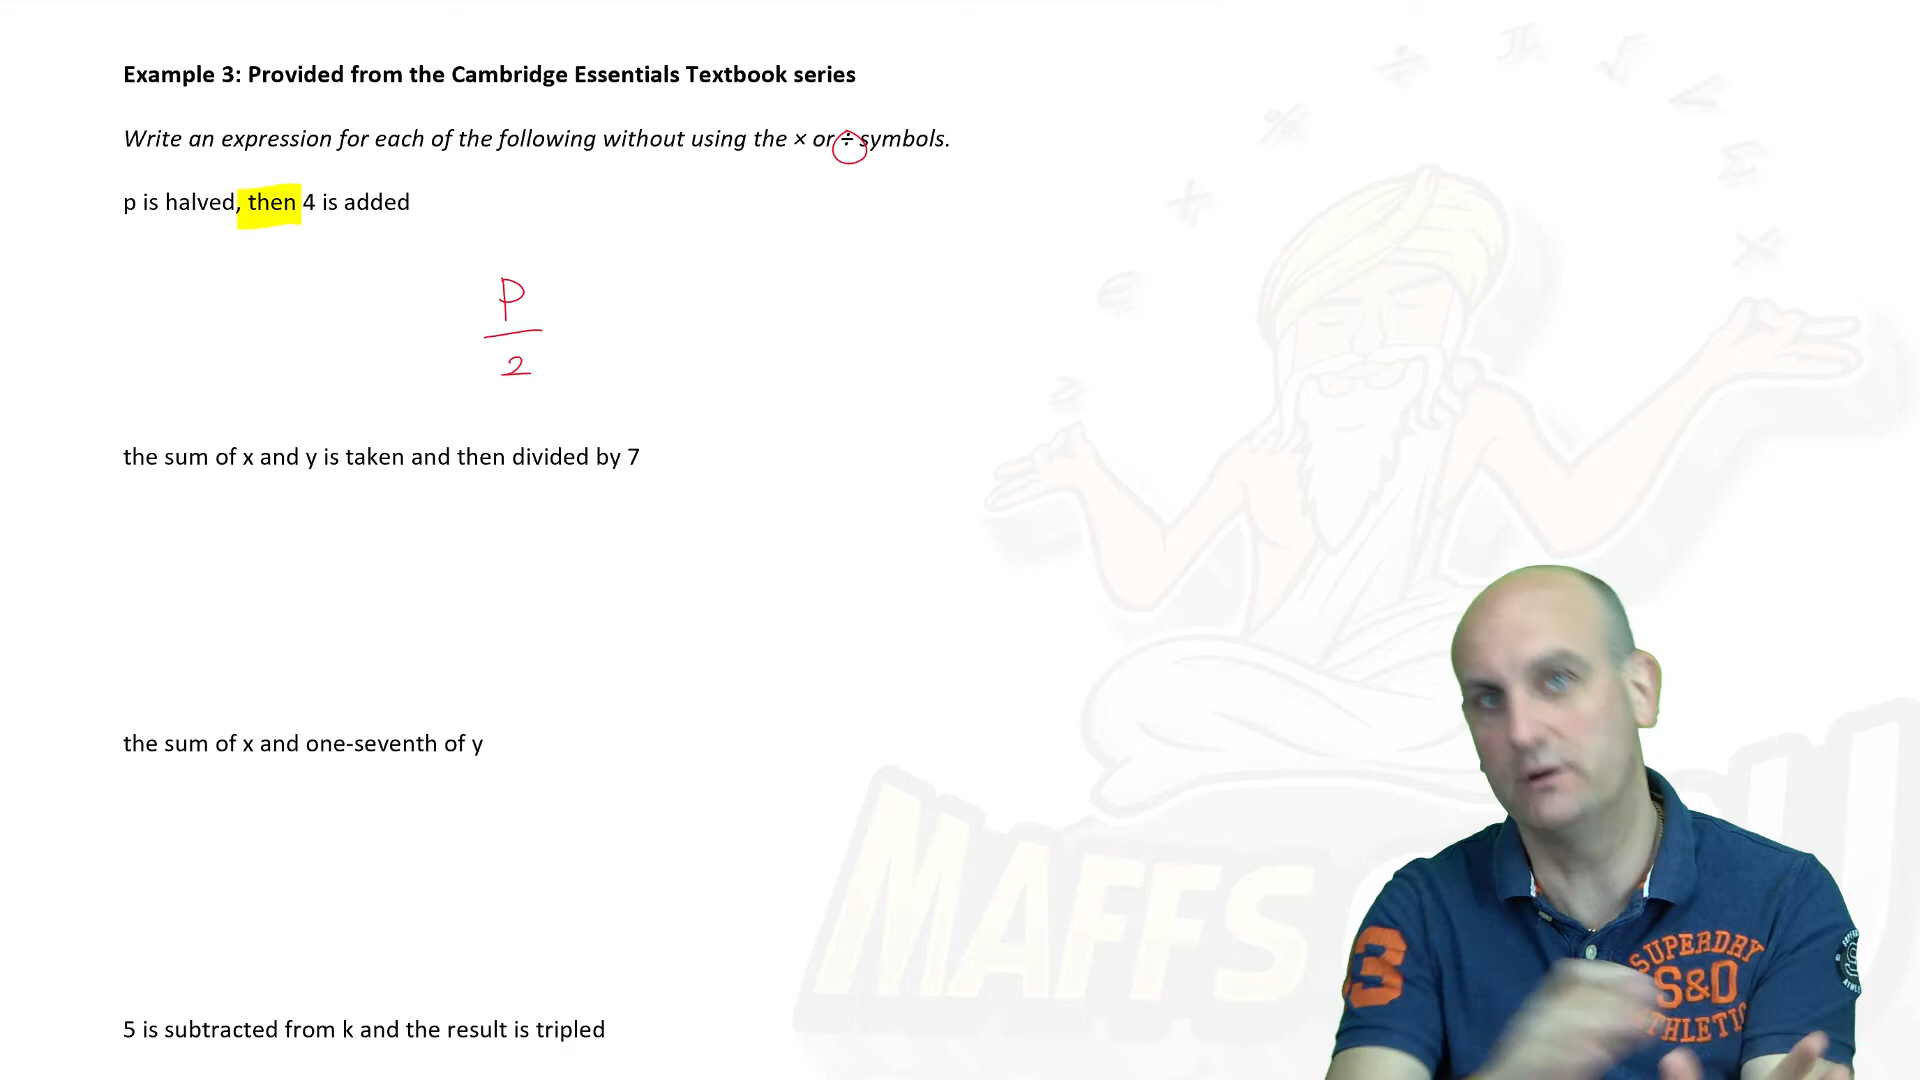 Example 3: Provided from the Cambridge Essentials Textbook series
Write an expression for each of the following without using the × or ÷ symbols.
p is halved, then 4 is added
p
2
the sum of x and y is taken and then divided by 7
the sum of x and one-seventh of y
5 is subtracted from k and the result is tripled
MAFFS
3
SUPERDRY
S&D